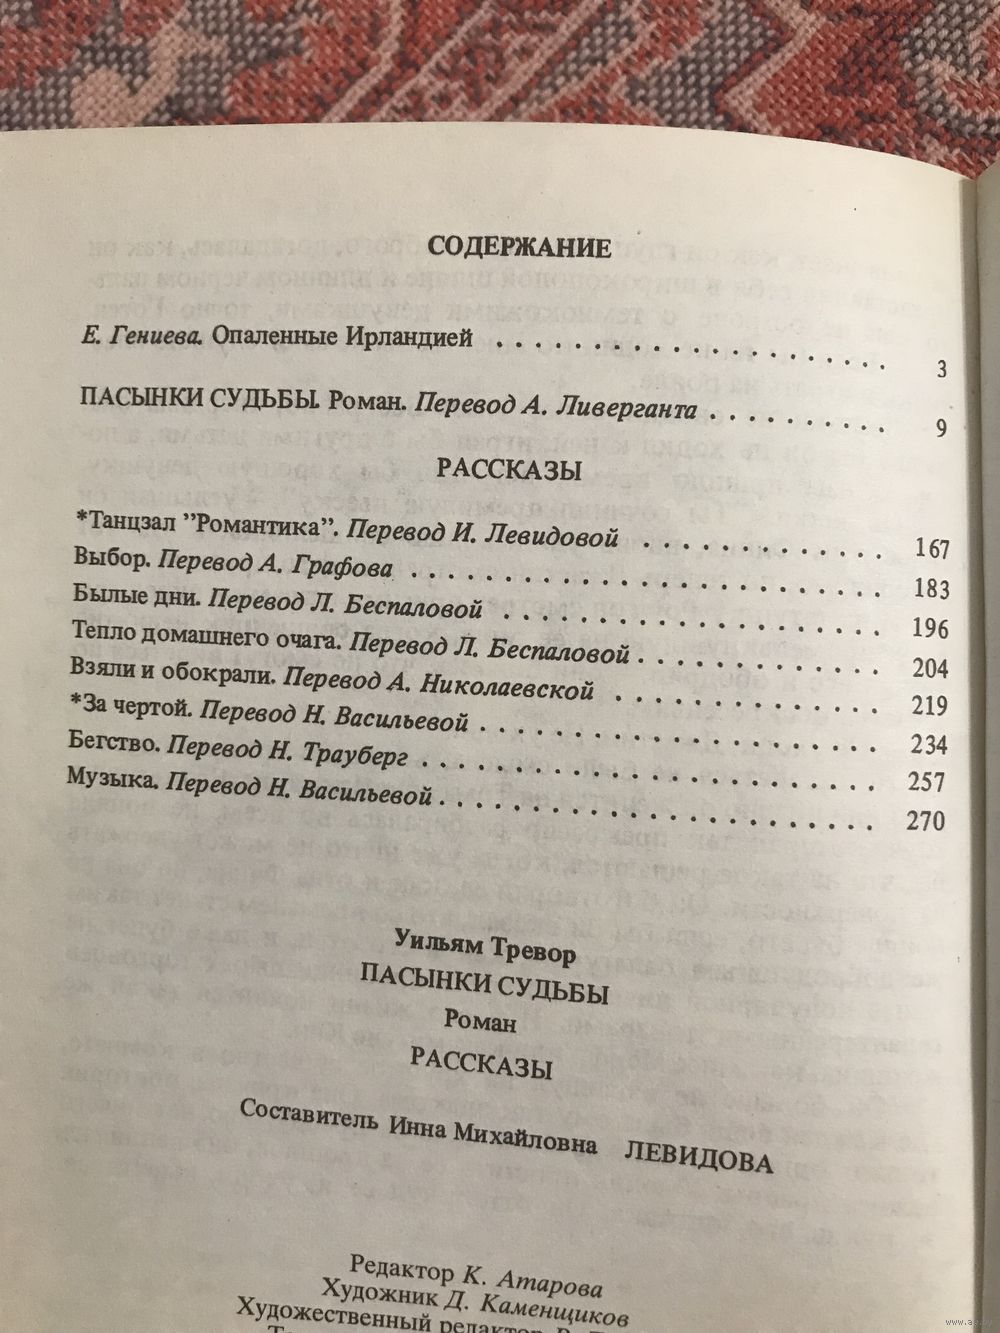 СОДЕРЖАНИЕ
Е. Гениева. Опаленные Ирландией . . . . . . . . . . . . . . . . 3
ПАСЫНКИ СУДЬБЫ. Роман. Перевод А. Ливерганта . . . . . . . . 9
РАССКАЗЫ
*Танцзал ”Романтика”. Перевод И. Левидовой . . . . . . . . . . 167
Выбор. Перевод А. Графова . . . . . . . . . . . . . . . . . . . 183
Былые дни. Перевод Л. Беспаловой . . . . . . . . . . . . . . . 196
Тепло домашнего очага. Перевод Л. Беспаловой . . . . . . . . . . 204
Взяли и обокрали. Перевод А. Николаевской . . . . . . . . . . . 219
*За чертой. Перевод Н. Васильевой . . . . . . . . . . . . . . . . 234
Бегство. Перевод Н. Трауберг . . . . . . . . . . . . . . . . . . 257
Музыка. Перевод Н. Васильевой . . . . . . . . . . . . . . . . . 270
Уильям Тревор
ПАСЫНКИ СУДЬБЫ
Роман
РАССКАЗЫ
Составитель Инна Михайловна ЛЕВИДОВА
Редактор К. Атарова
Художник Д. Каменщиков
Художественный редактор